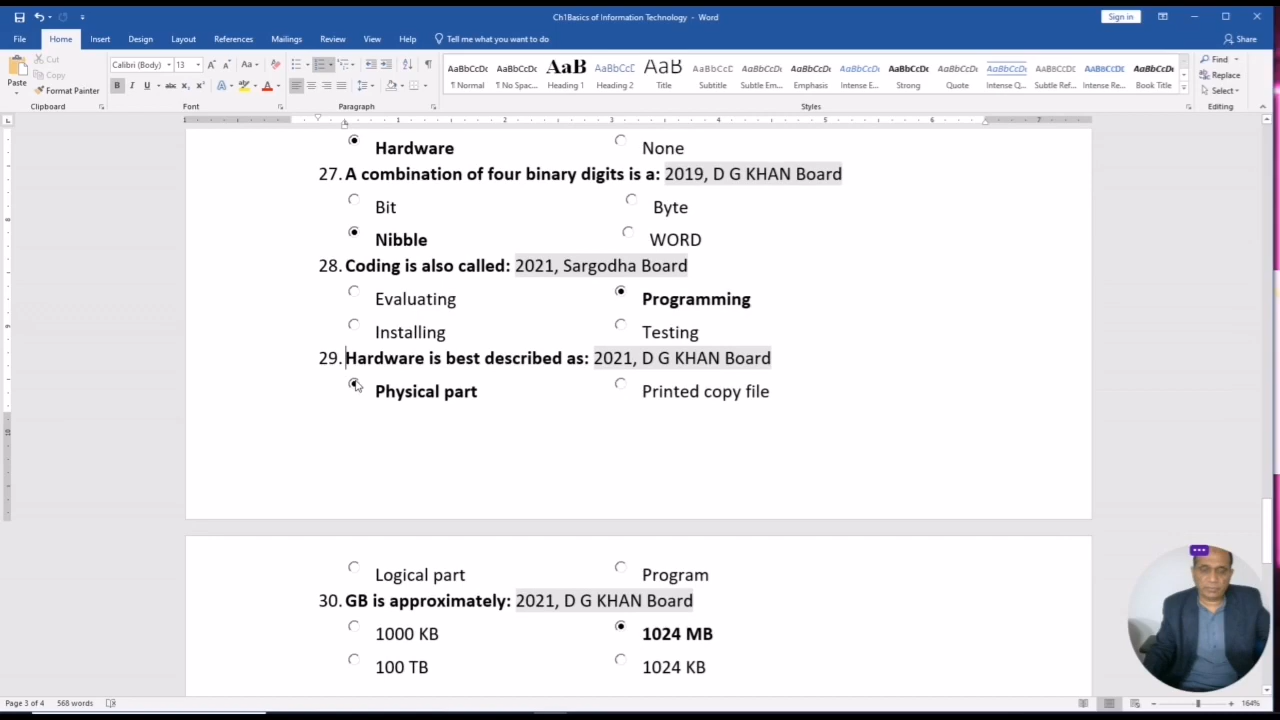 Ch1Basics of Information Technology - Word
Sign in
File Home Insert Design Layout References Mailings Review View Help Tell me what you want to do Share
Paste
Cut
Copy
Format Painter
Clipboard
Calibri (Body) 13
B I U abc x₂ x²
Font
Paragraph
AaBbCcDc AaBbCcDc AaB AaBbCcD AaB AaBbCcD AaBbCcDc AaBbCcDc AaBbCcDc AaBbCcDc AaBbCcDc AaBbCcDc AaBbCcDc AaBbCcDc AaBbCcDc
¶ Normal ¶ No Spac... Heading 1 Heading 2 Title Subtitle Subtle Em... Emphasis Intense E... Strong Quote Intense Q... Subtle Ref... Intense Re... Book Title
Styles
Find
Replace
Select
Editing
Hardware None
27. A combination of four binary digits is a: 2019, D G KHAN Board
Bit Byte
Nibble WORD
28. Coding is also called: 2021, Sargodha Board
Evaluating Programming
Installing Testing
29. Hardware is best described as: 2021, D G KHAN Board
Physical part Printed copy file
Logical part Program
30. GB is approximately: 2021, D G KHAN Board
1000 KB 1024 MB
100 TB 1024 KB
Page 3 of 4 568 words
164%